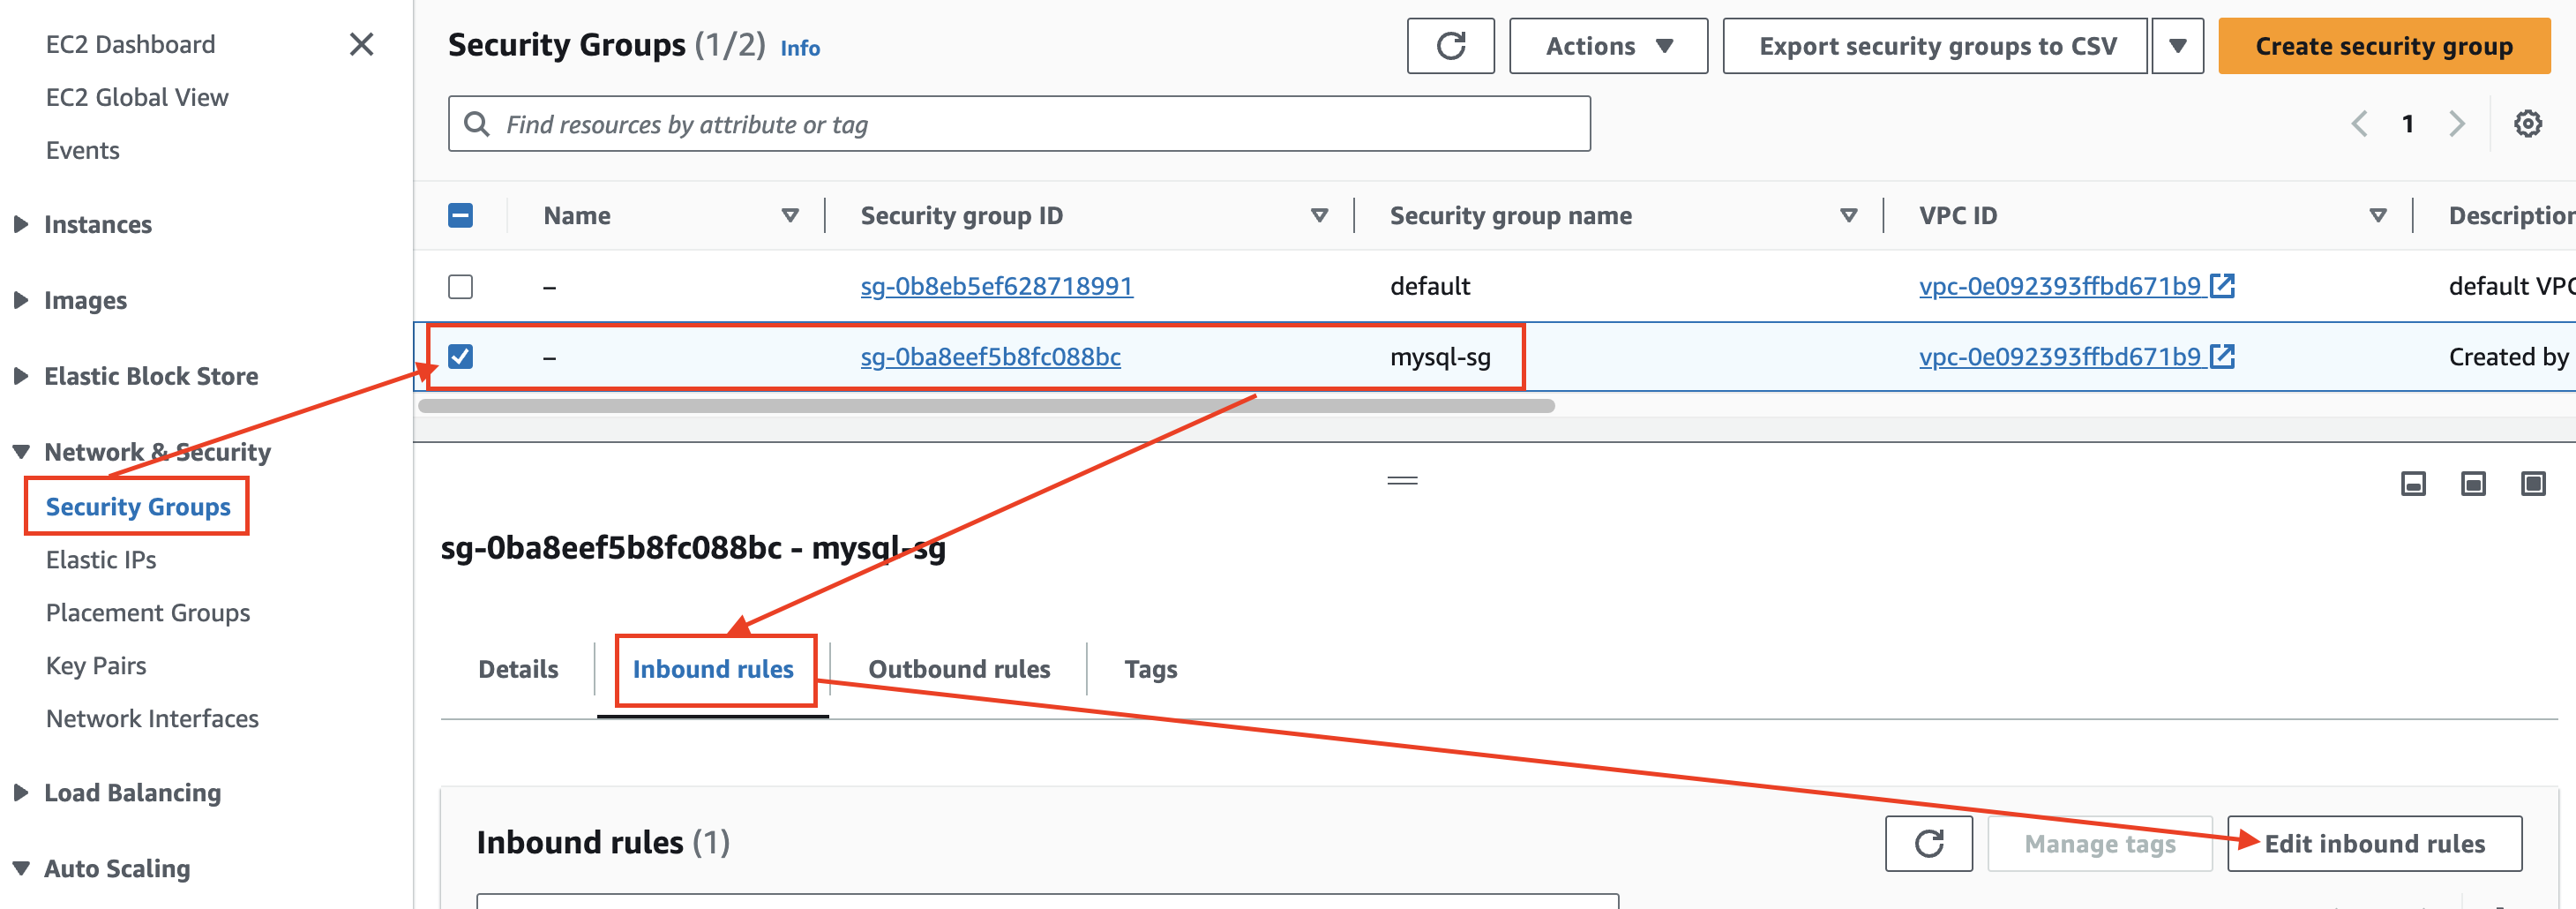 EC2 Dashboard
EC2 Global View
Events
Instances
Images
Elastic Block Store
Network & Security
Security Groups
Elastic IPs
Placement Groups
Key Pairs
Network Interfaces
Load Balancing
Auto Scaling
Security Groups (1/2) Info
Actions
Export security groups to CSV
Create security group
Find resources by attribute or tag
1
Name Security group ID Security group name VPC ID Description
– sg-0b8eb5ef628718991 default vpc-0e092393ffbd671b9 default VPC
– sg-0ba8eef5b8fc088bc mysql-sg vpc-0e092393ffbd671b9 Created by
sg-0ba8eef5b8fc088bc - mysql-sg
Details Inbound rules Outbound rules Tags
Inbound rules (1)
Manage tags
Edit inbound rules